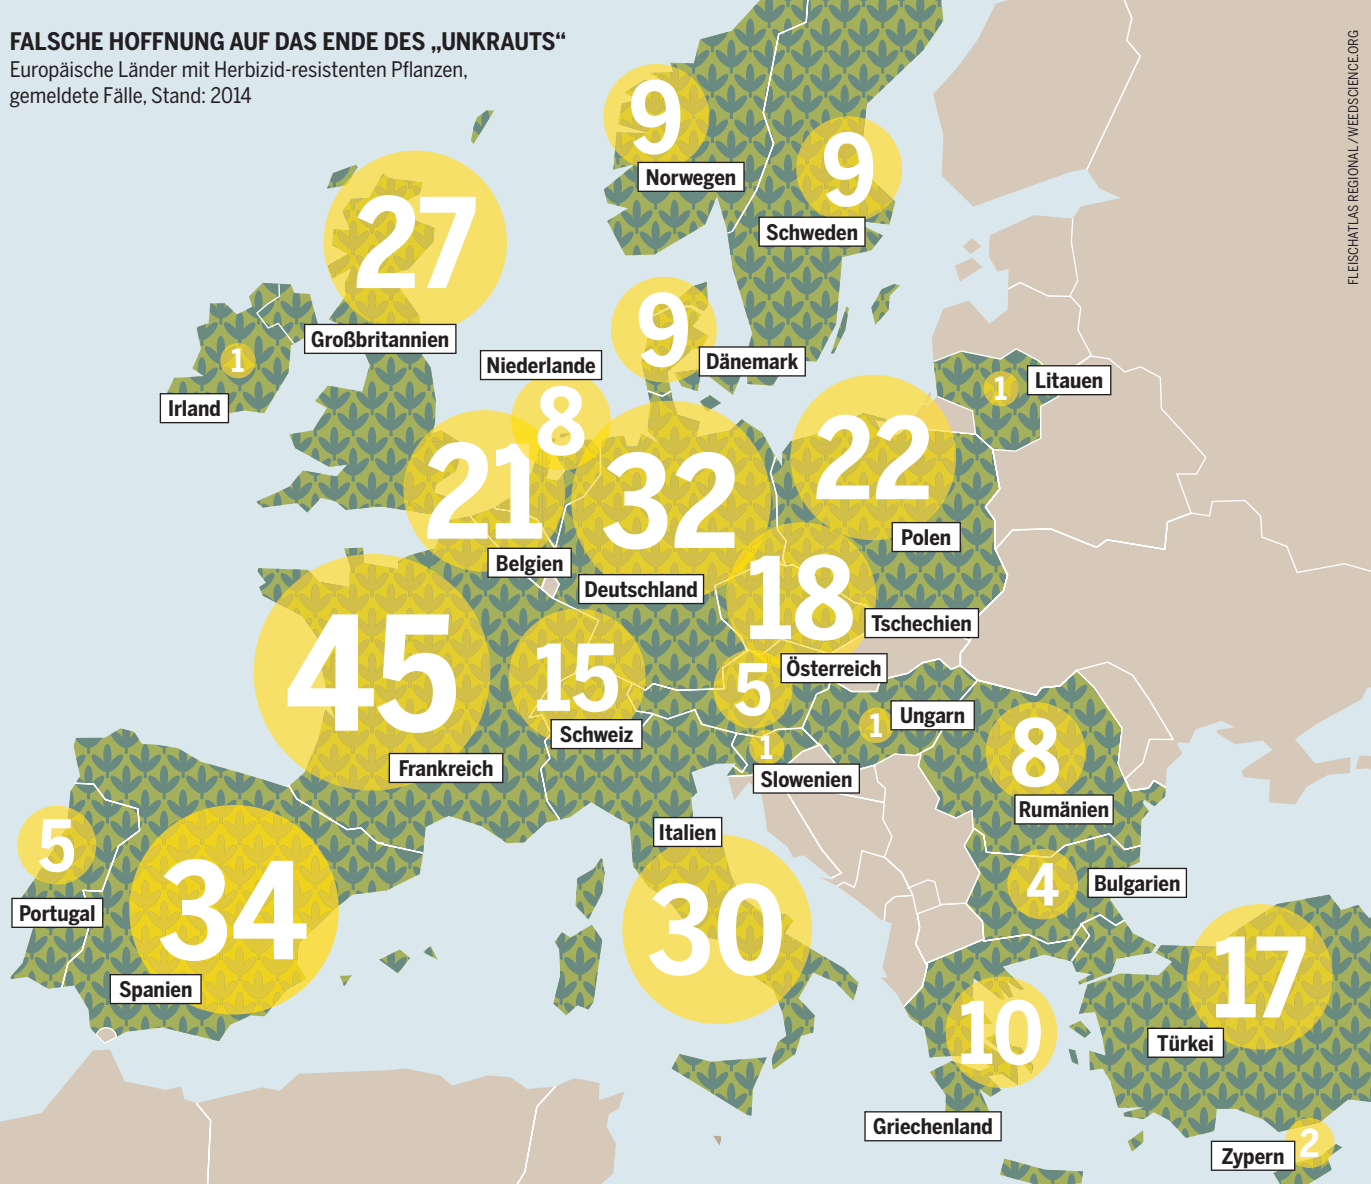 FALSCHE HOFFNUNG AUF DAS ENDE DES „UNKRAUTS“
Europäische Länder mit Herbizid-resistenten Pflanzen,
gemeldete Fälle, Stand: 2014
FLEISCHATLAS REGIONAL / WEEDSCIENCE.ORG
9
Norwegen
9
Schweden
27
Großbritannien
1
Irland
9
Dänemark
Niederlande
8
1
Litauen
21
Belgien
32
Deutschland
22
Polen
18
Tschechien
45
Frankreich
15
Schweiz
5
Österreich
1
Ungarn
1
Slowenien
8
Rumänien
5
Portugal
34
Spanien
Italien
30
4
Bulgarien
10
Griechenland
17
Türkei
2
Zypern